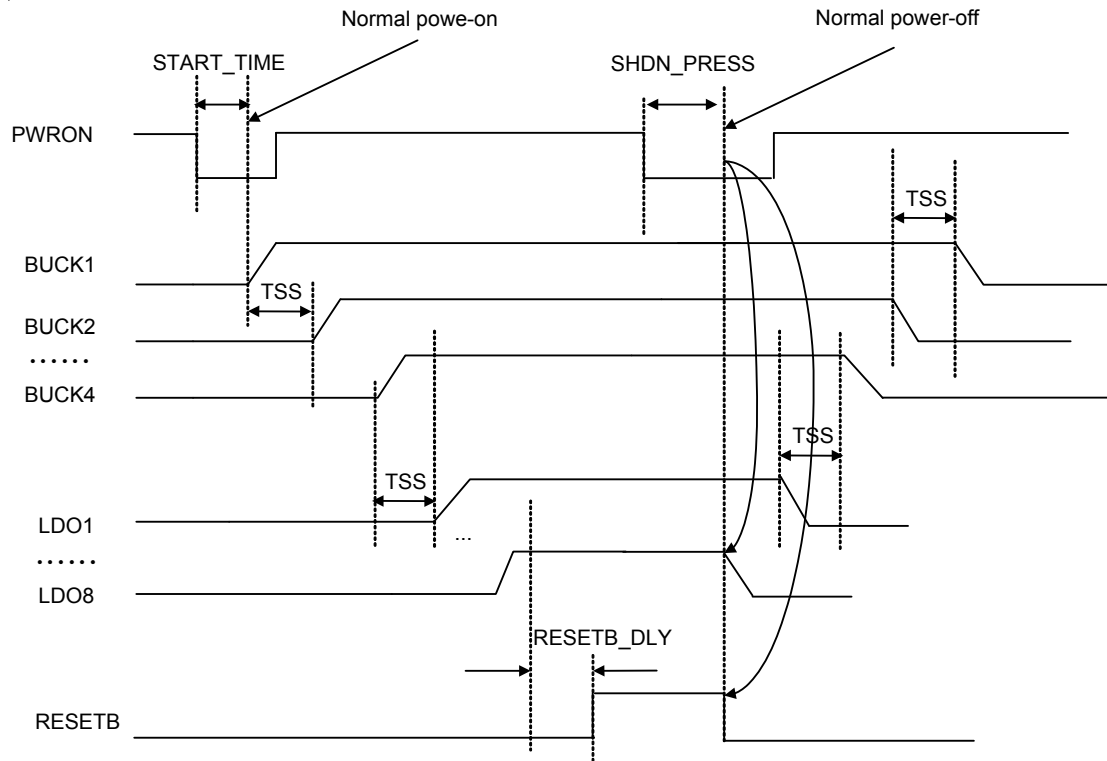 Normal powe-on
Normal power-off
START_TIME
SHDN_PRESS
PWRON
TSS
BUCK1
TSS
BUCK2
......
BUCK4
TSS
TSS
LDO1
...
......
LDO8
RESETB_DLY
RESETB